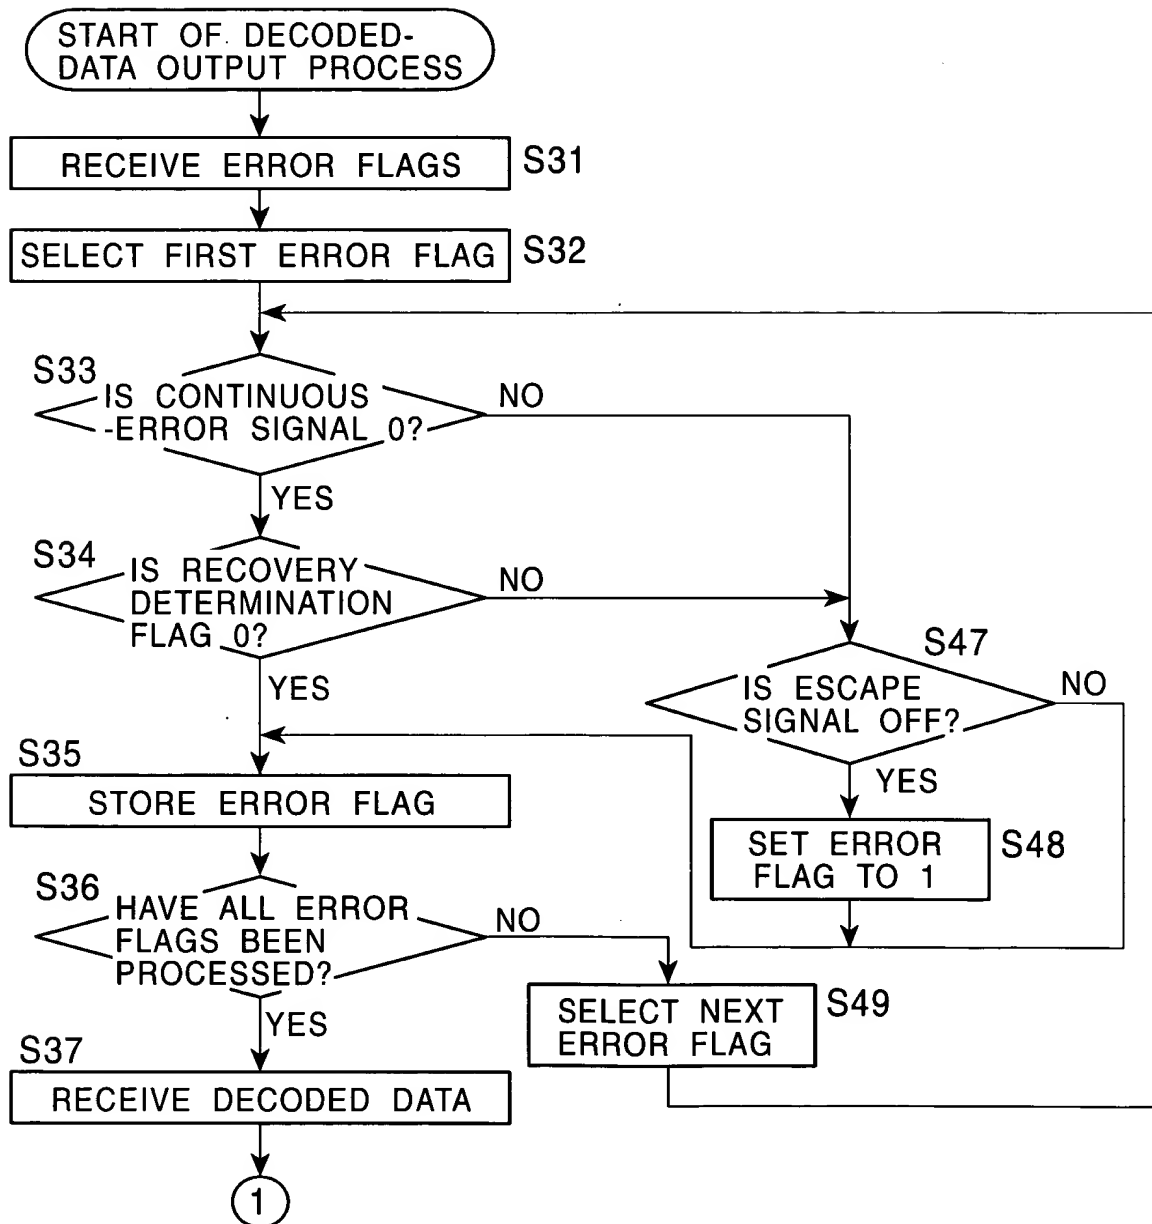 START OF DECODED-
DATA OUTPUT PROCESS
RECEIVE ERROR FLAGS
S31
SELECT FIRST ERROR FLAG
S32
S33
IS CONTINUOUS
-ERROR SIGNAL 0?
NO
YES
S34
IS RECOVERY
DETERMINATION
FLAG 0?
NO
YES
S47
IS ESCAPE
SIGNAL OFF?
NO
YES
S35
STORE ERROR FLAG
SET ERROR
FLAG TO 1
S48
S36
HAVE ALL ERROR
FLAGS BEEN
PROCESSED?
NO
YES
SELECT NEXT
ERROR FLAG
S49
S37
RECEIVE DECODED DATA
1